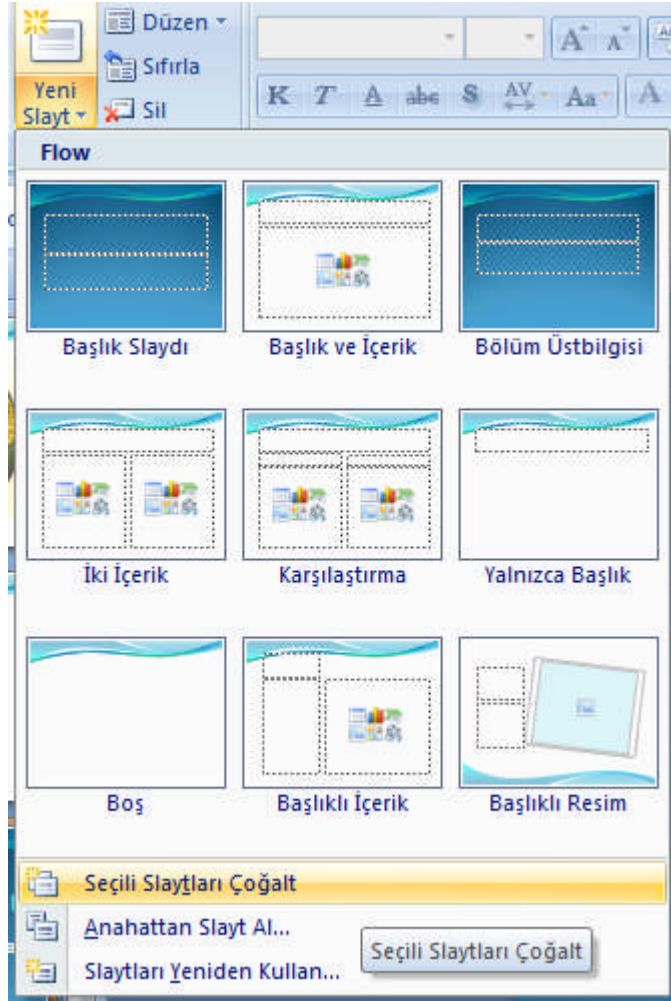 Düzen
Sıfırla
Yeni Slayt
Sil
A A
K T A abe S AV Aa A
Flow
Başlık Slaydı
Başlık ve İçerik
Bölüm Üstbilgisi
İki İçerik
Karşılaştırma
Yalnızca Başlık
Boş
Başlıklı İçerik
Başlıklı Resim
Seçili Slaytları Çoğalt
Anahattan Slayt Al...
Seçili Slaytları Çoğalt
Slaytları Yeniden Kullan...